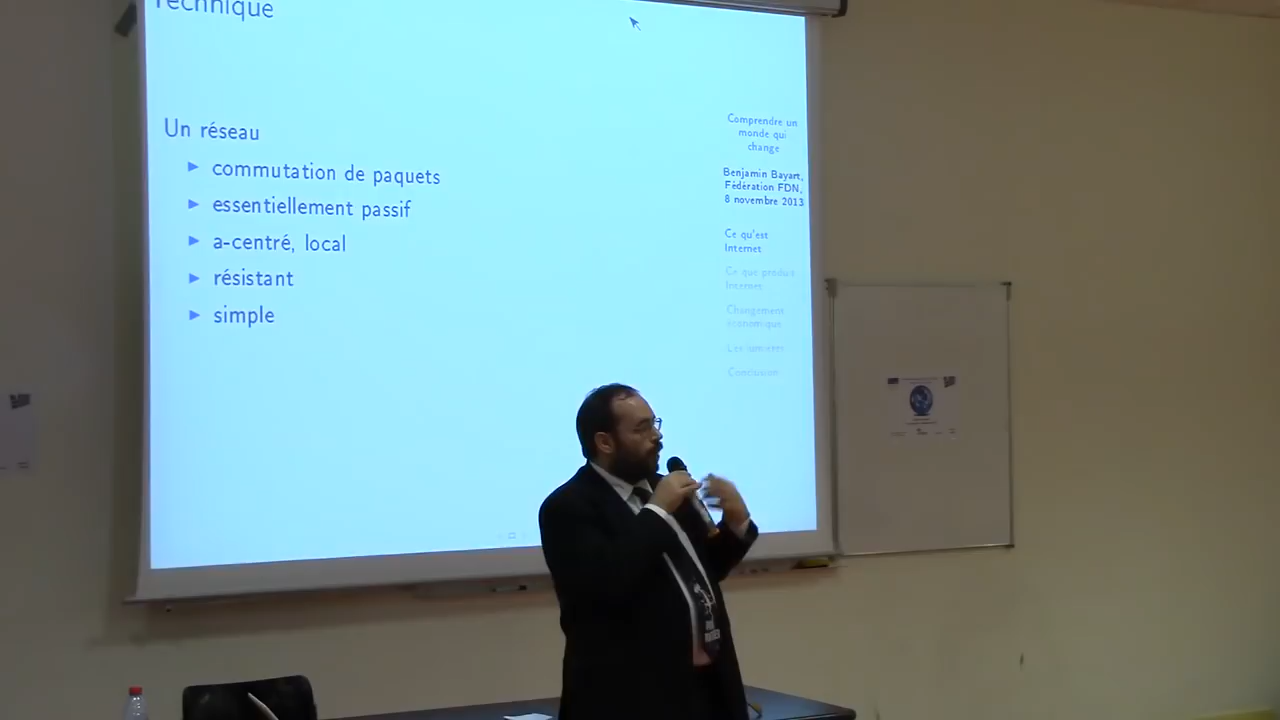 Technique
Un réseau
commutation de paquets
essentiellement passif
a-centré, local
résistant
simple
Comprendre un
monde qui
change
Benjamin Bayart,
Fédération FDN,
8 novembre 2013
Ce qu'est
Internet
Ce que produit
Internet
Changement
économique
Les lumières
Conclusion